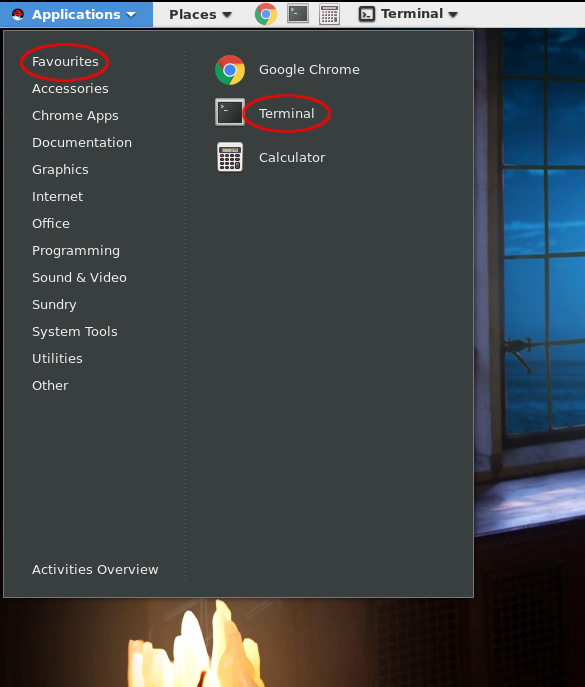 Applications Places Terminal
Favourites
Accessories
Chrome Apps
Documentation
Graphics
Internet
Office
Programming
Sound & Video
Sundry
System Tools
Utilities
Other
Activities Overview
Google Chrome
Terminal
Calculator